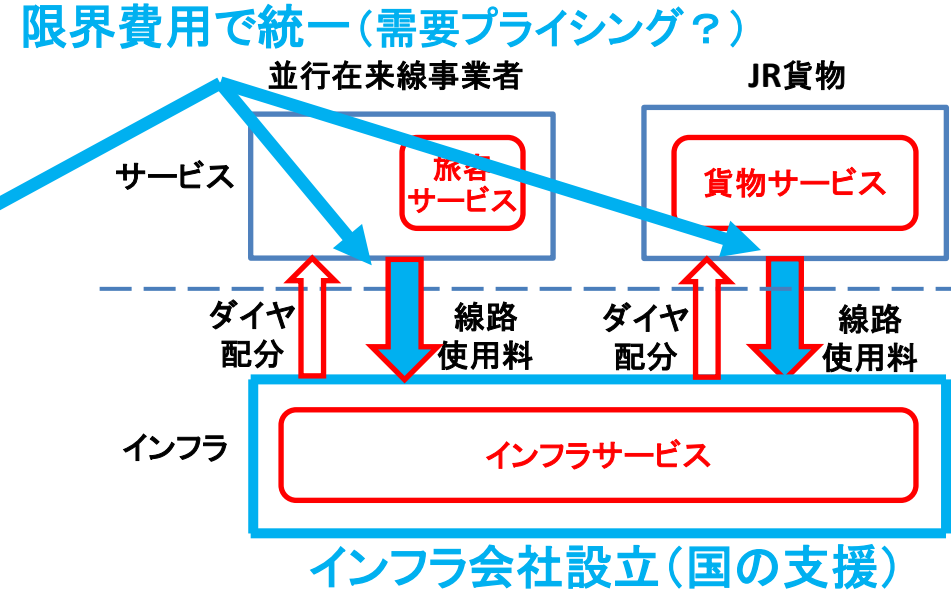 限界費用で統一(需要プライシング？)
並行在来線事業者
JR貨物
サービス
旅客
サービス
貨物サービス
ダイヤ
配分
線路
使用料
ダイヤ
配分
線路
使用料
インフラ
インフラサービス
インフラ会社設立(国の支援)